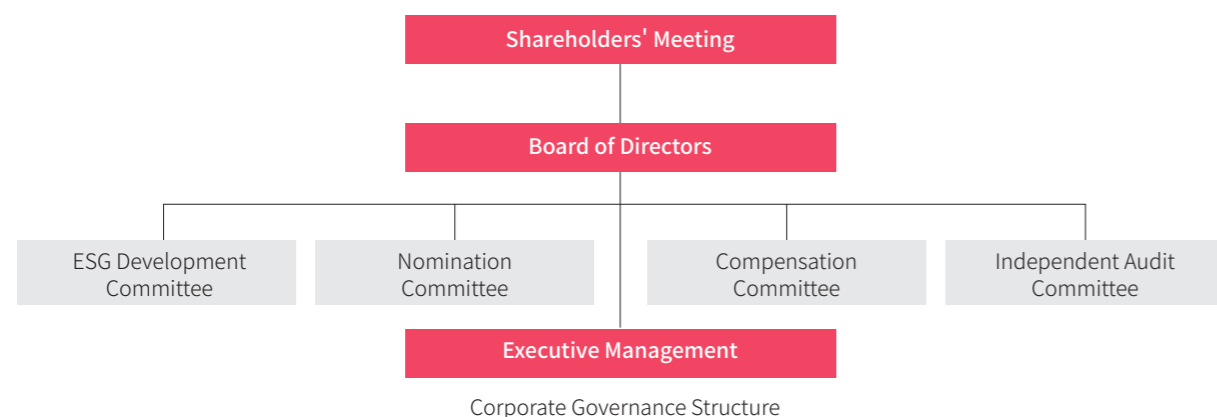 Shareholders' Meeting
Board of Directors
ESG Development
Committee
Nomination
Committee
Compensation
Committee
Independent Audit
Committee
Executive Management
Corporate Governance Structure